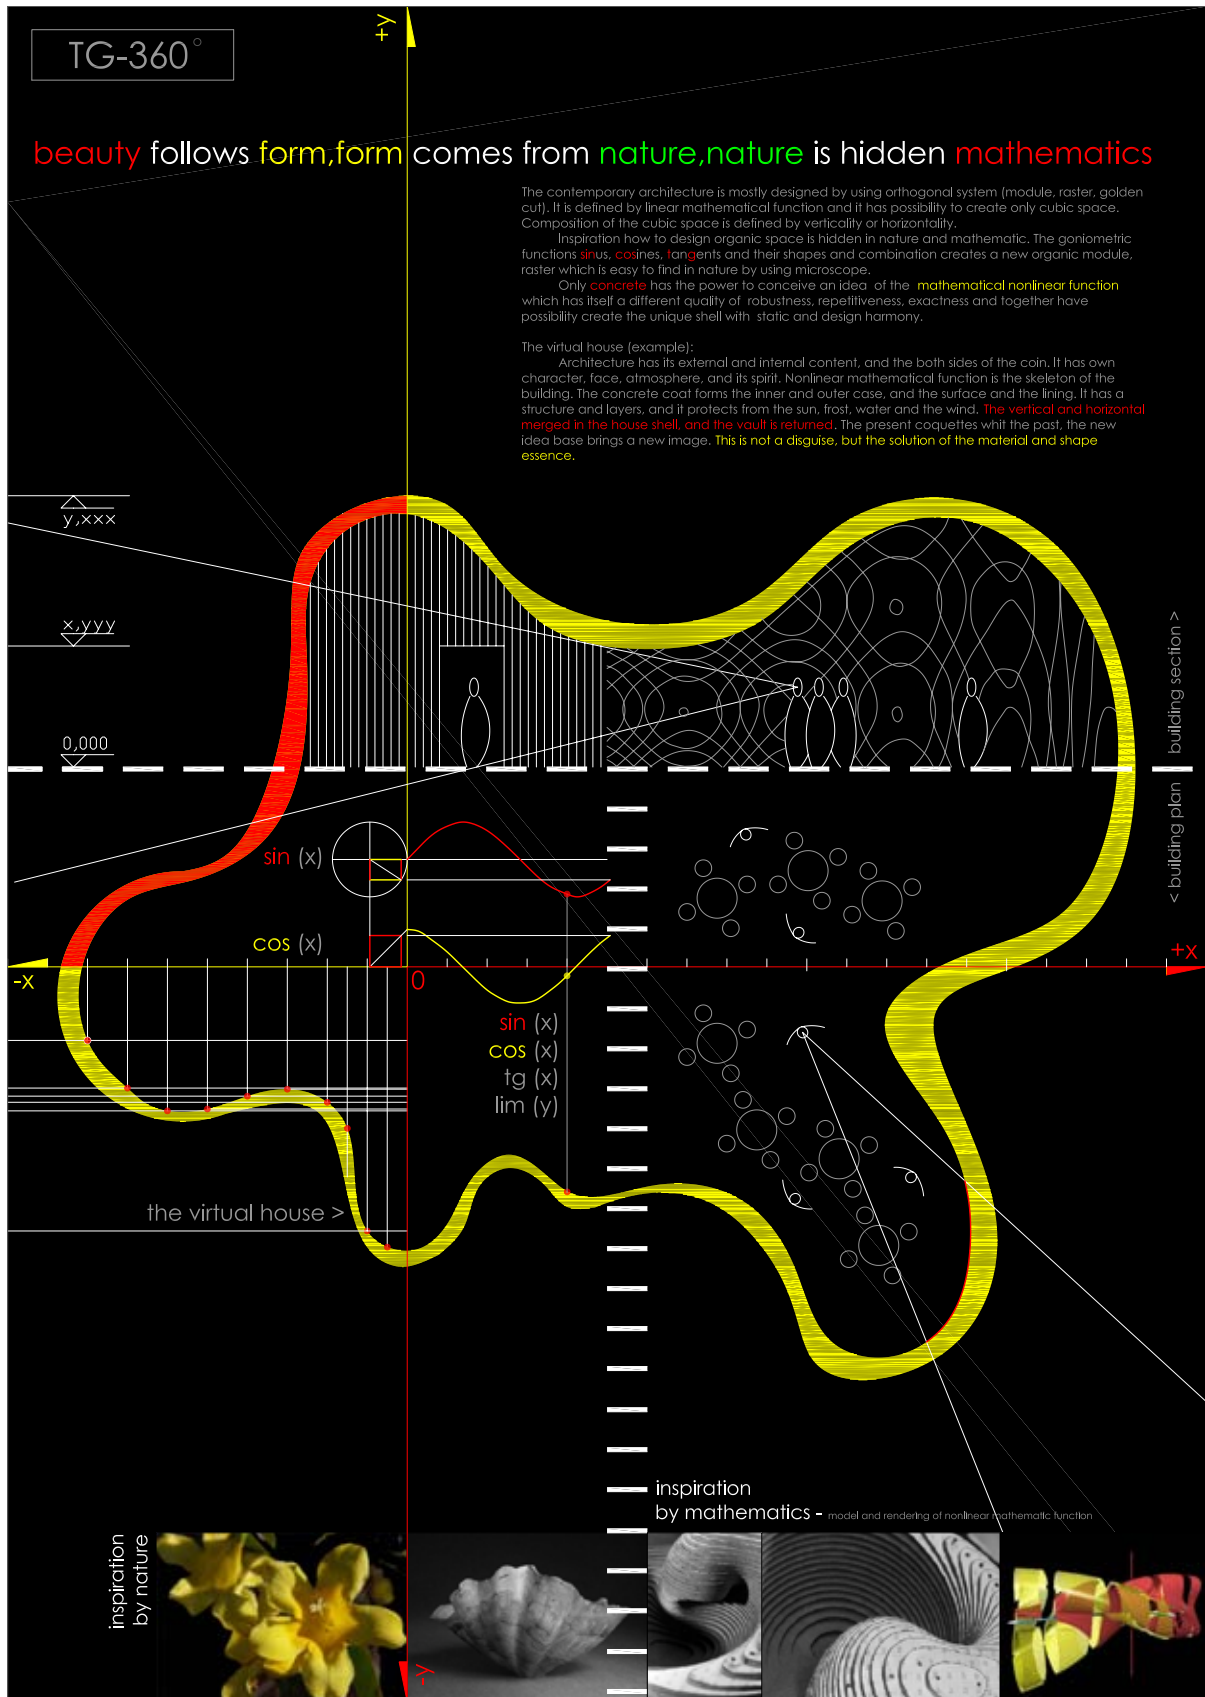 +y
TG-360°
beauty follows form,form comes from nature,nature is hidden mathematics
The contemporary architecture is mostly designed by using orthogonal system (module, raster, golden
cut). It is defined by linear mathematical function and it has possibility to create only cubic space.
Composition of the cubic space is defined by verticality or horizontality.
Inspiration how to design organic space is hidden in nature and mathematic. The goniometric
functions sinus, cosines, tangents and their shapes and combination creates a new organic module,
raster which is easy to find in nature by using microscope.
Only concrete has the power to conceive an idea of the mathematical nonlinear function
which has itself a different quality of robustness, repetitiveness, exactness and together have
possibility create the unique shell with static and design harmony.
The virtual house (example):
Architecture has its external and internal content, and the both sides of the coin. It has own
character, face, atmosphere, and its spirit. Nonlinear mathematical function is the skeleton of the
building. The concrete coat forms the inner and outer case, and the surface and the lining. It has a
structure and layers, and it protects from the sun, frost, water and the wind. The vertical and horizontal
merged in the house shell, and the vault is returned. The present coquettes whit the past, the new
idea base brings a new image. This is not a disguise, but the solution of the material and shape
essence.
y,xxx
x,yyy
0,000
building section >
< building plan
sin (x)
cos (x)
-x
0
+x
sin (x)
cos (x)
tg (x)
lim (y)
the virtual house >
inspiration
by mathematics - model and rendering of nonlinear mathematic function
inspiration
by nature
-y